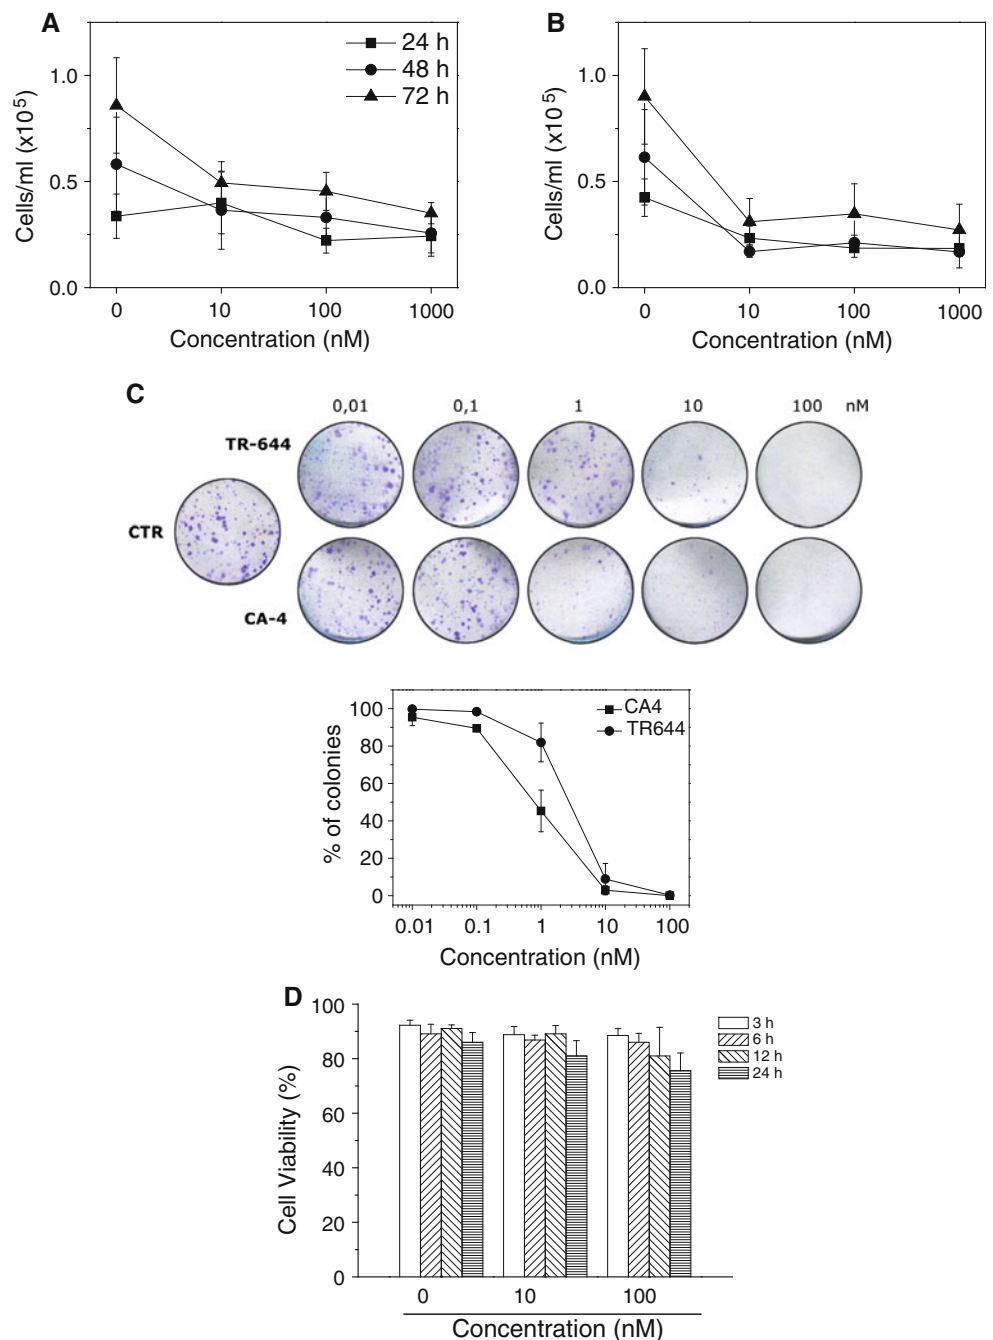 A
24 h
48 h
72 h
1.0
0.5
0.0
Cells/ml (x10⁵)
0 10 100 1000
Concentration (nM)
B
1.0
0.5
0.0
Cells/ml (x10⁵)
0 10 100 1000
Concentration (nM)
C
0,01 0,1 1 10 100 nM
TR-644
CTR
CA-4
CA4
TR644
100
80
60
40
20
0
% of colonies
0.01 0.1 1 10 100
Concentration (nM)
D
100
80
60
40
20
0
Cell Viability (%)
3 h
6 h
12 h
24 h
0 10 100
Concentration (nM)